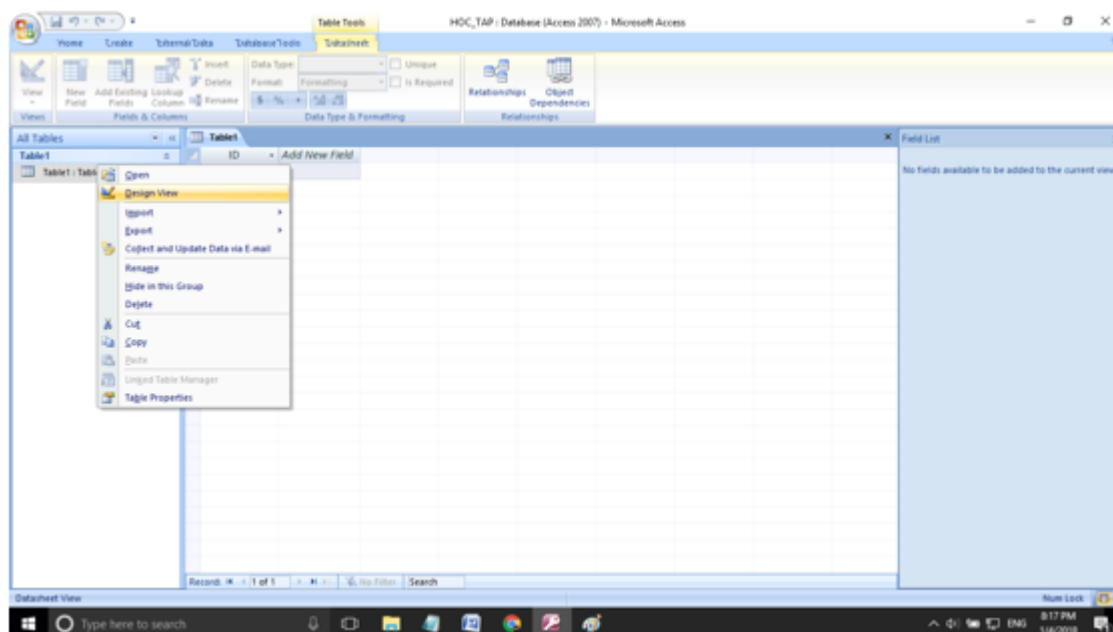 Table Tools HOC_TAP : Database (Access 2007) - Microsoft Access
Home Create External Data Database Tools Datasheet
View
New Field
Add Existing Fields
Lookup Column
Insert
Delete
Rename
Data Type:
Format: Formatting
$ % ,
Unique
Is Required
Relationships
Object Dependencies
Views Fields & Columns Data Type & Formatting Relationships
All Tables
Table1
Table1 : Tabl
Table1
ID Add New Field
Open
Design View
Import
Export
Collect and Update Data via E-mail
Rename
Hide in this Group
Delete
Cut
Copy
Paste
Linked Table Manager
Table Properties
Field List
No fields available to be added to the current view
Record: 1 of 1 No Filter Search
Datasheet View Num Lock
Type here to search ENG 8:17 PM